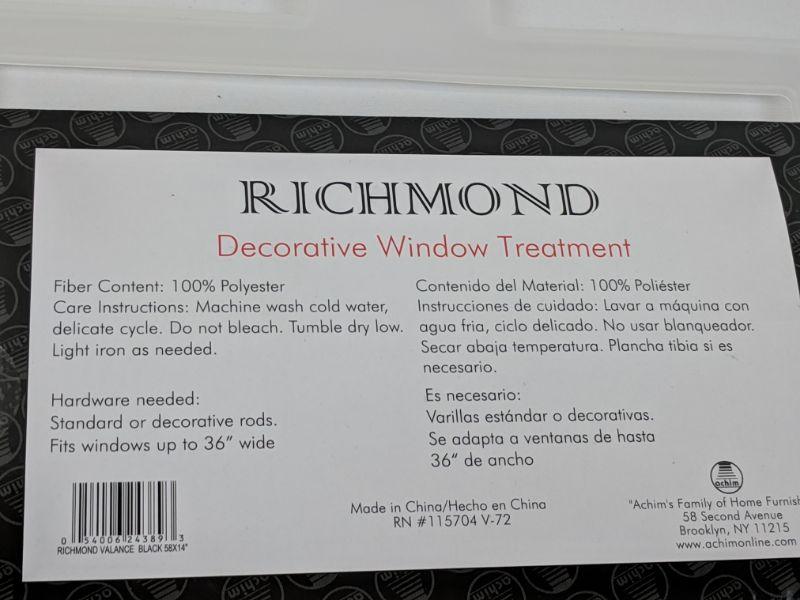 RICHMOND
Decorative Window Treatment
Fiber Content: 100% Polyester
Care Instructions: Machine wash cold water,
delicate cycle. Do not bleach. Tumble dry low.
Light iron as needed.
Hardware needed:
Standard or decorative rods.
Fits windows up to 36” wide
Contenido del Material: 100% Poliéster
Instrucciones de cuidado: Lavar a máquina con
agua fria, ciclo delicado. No usar blanqueador.
Secar abaja temperatura. Plancha tibia si es
necesario.
Es necesario:
Varillas estándar o decorativas.
Se adapta a ventanas de hasta
36” de ancho
0 54006 24389 3
RICHMOND VALANCE BLACK 58X14"
Made in China/Hecho en China
RN #115704 V-72
achim
"Achim's Family of Home Furnish
58 Second Avenue
Brooklyn, NY 11215
www.achimonline.com